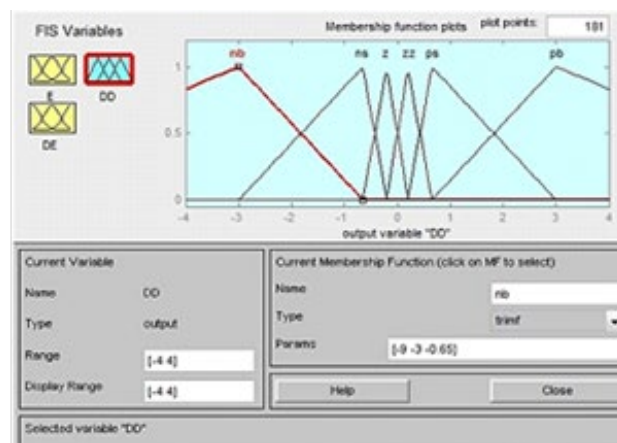 FIS Variables
Membership function plots
plot points:
181
E
DD
DE
nb
ns
z
zz
ps
pb
1
0.5
0
-4
-3
-2
-1
0
1
2
3
4
output variable "DD"
Current Variable
Name
DD
Type
output
Range
[-4 4]
Display Range
[-4 4]
Current Membership Function (click on MF to select)
Name
nb
Type
trimf
Params
[-9 -3 -0.65]
Help
Close
Selected variable "DD"